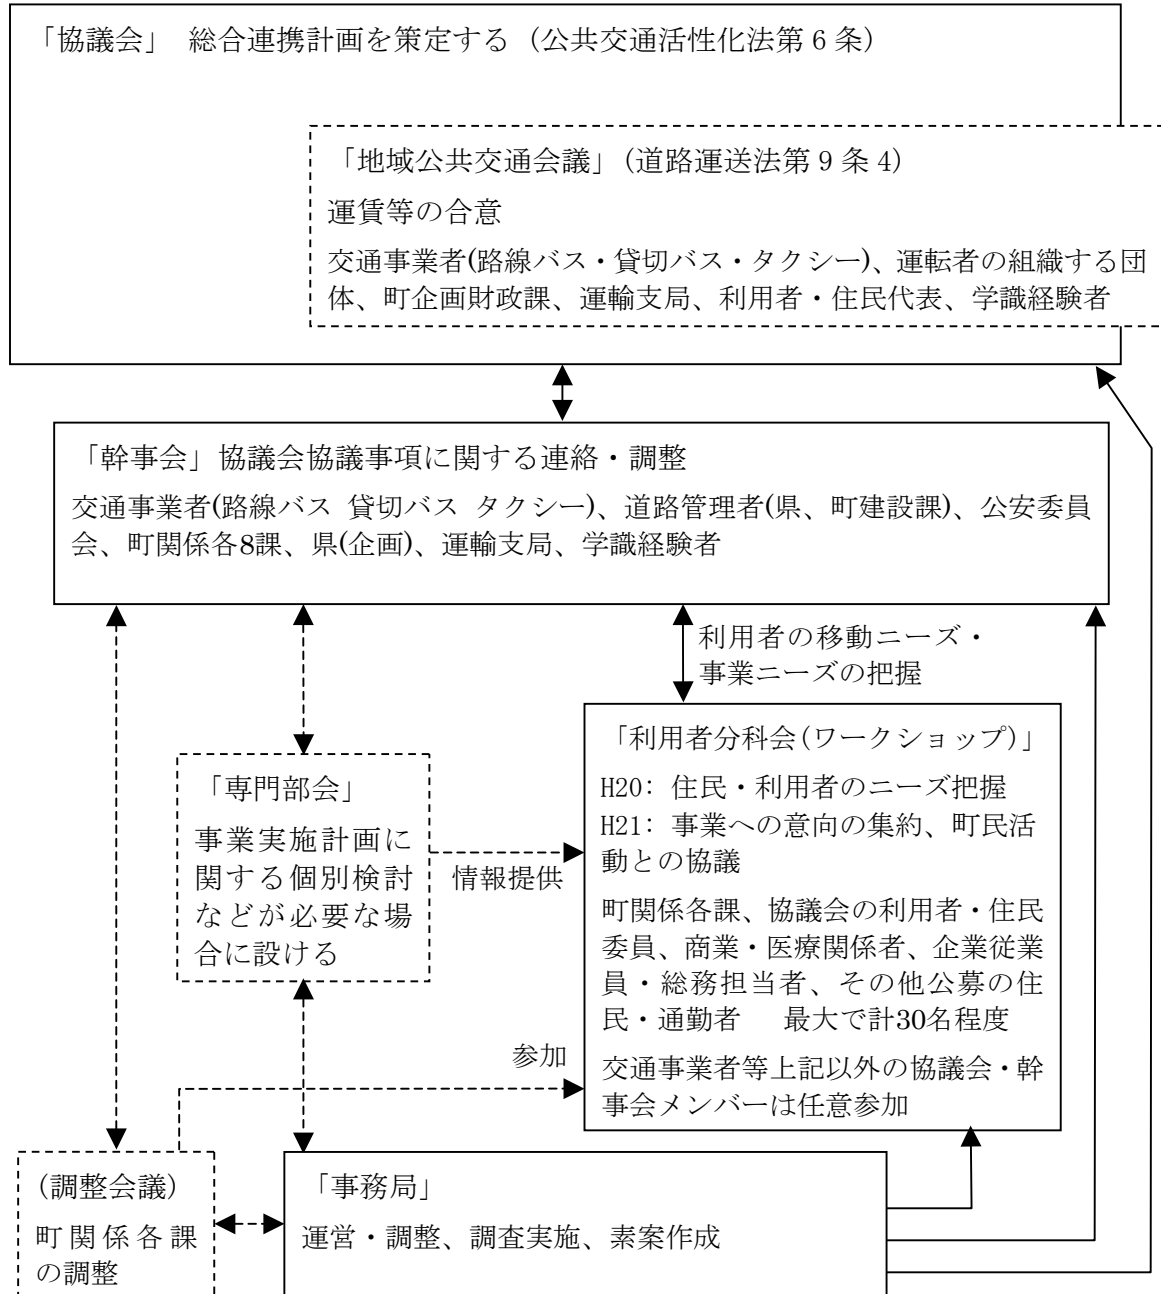 「協議会」 総合連携計画を策定する（公共交通活性化法第6条）
「地域公共交通会議」（道路運送法第9条4）
運賃等の合意
交通事業者(路線バス・貸切バス・タクシー)、運転者の組織する団
体、町企画財政課、運輸支局、利用者・住民代表、学識経験者
「幹事会」協議会協議事項に関する連絡・調整
交通事業者(路線バス 貸切バス タクシー)、道路管理者(県、町建設課)、公安委員
会、町関係各8課、県(企画)、運輸支局、学識経験者
利用者の移動ニーズ・
事業ニーズの把握
「利用者分科会(ワークショップ)」
H20: 住民・利用者のニーズ把握
H21: 事業への意向の集約、町民活
動との協議
町関係各課、協議会の利用者・住民
委員、商業・医療関係者、企業従業
員・総務担当者、その他公募の住
民・通勤者 最大で計30名程度
交通事業者等上記以外の協議会・幹
事会メンバーは任意参加
「専門部会」
事業実施計画に
関する個別検討
などが必要な場
合に設ける
情報提供
参加
(調整会議)
町関係各課
の調整
「事務局」
運営・調整、調査実施、素案作成